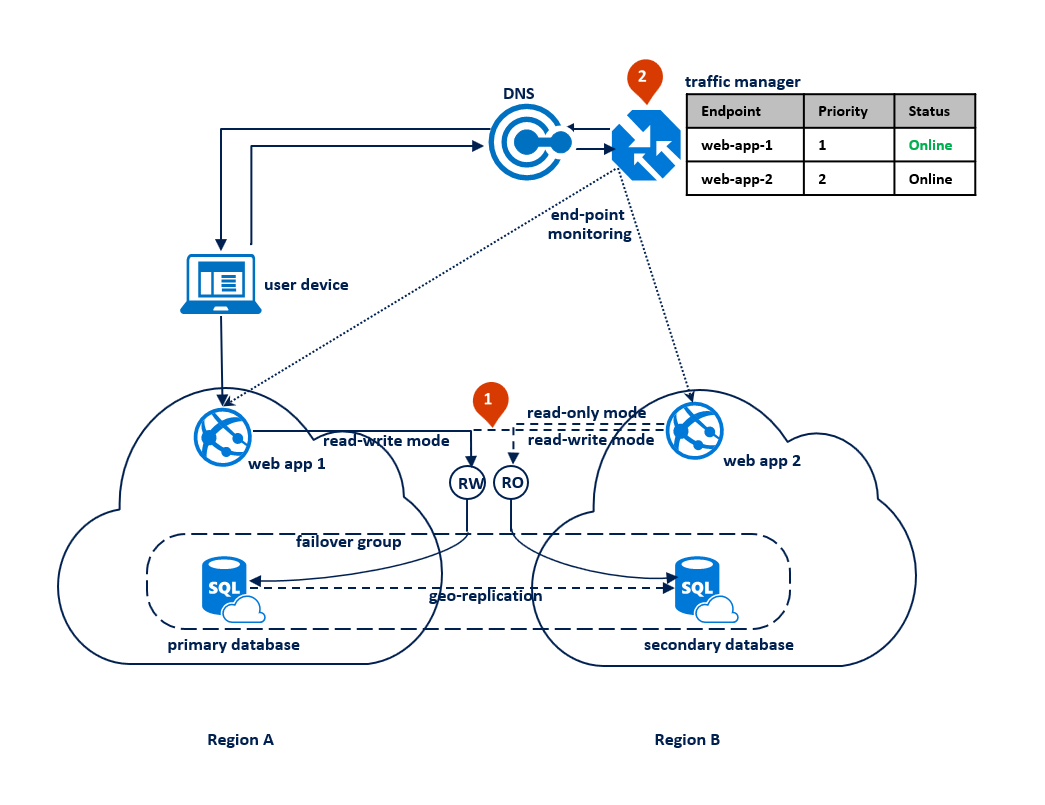 2
traffic manager
DNS
Endpoint Priority Status
web-app-1 1 Online
web-app-2 2 Online
end-point
monitoring
user device
1
read-only mode
read-write mode
read-write mode
web app 1
web app 2
RW
RO
failover group
SQL
SQL
geo-replication
primary database
secondary database
Region A
Region B